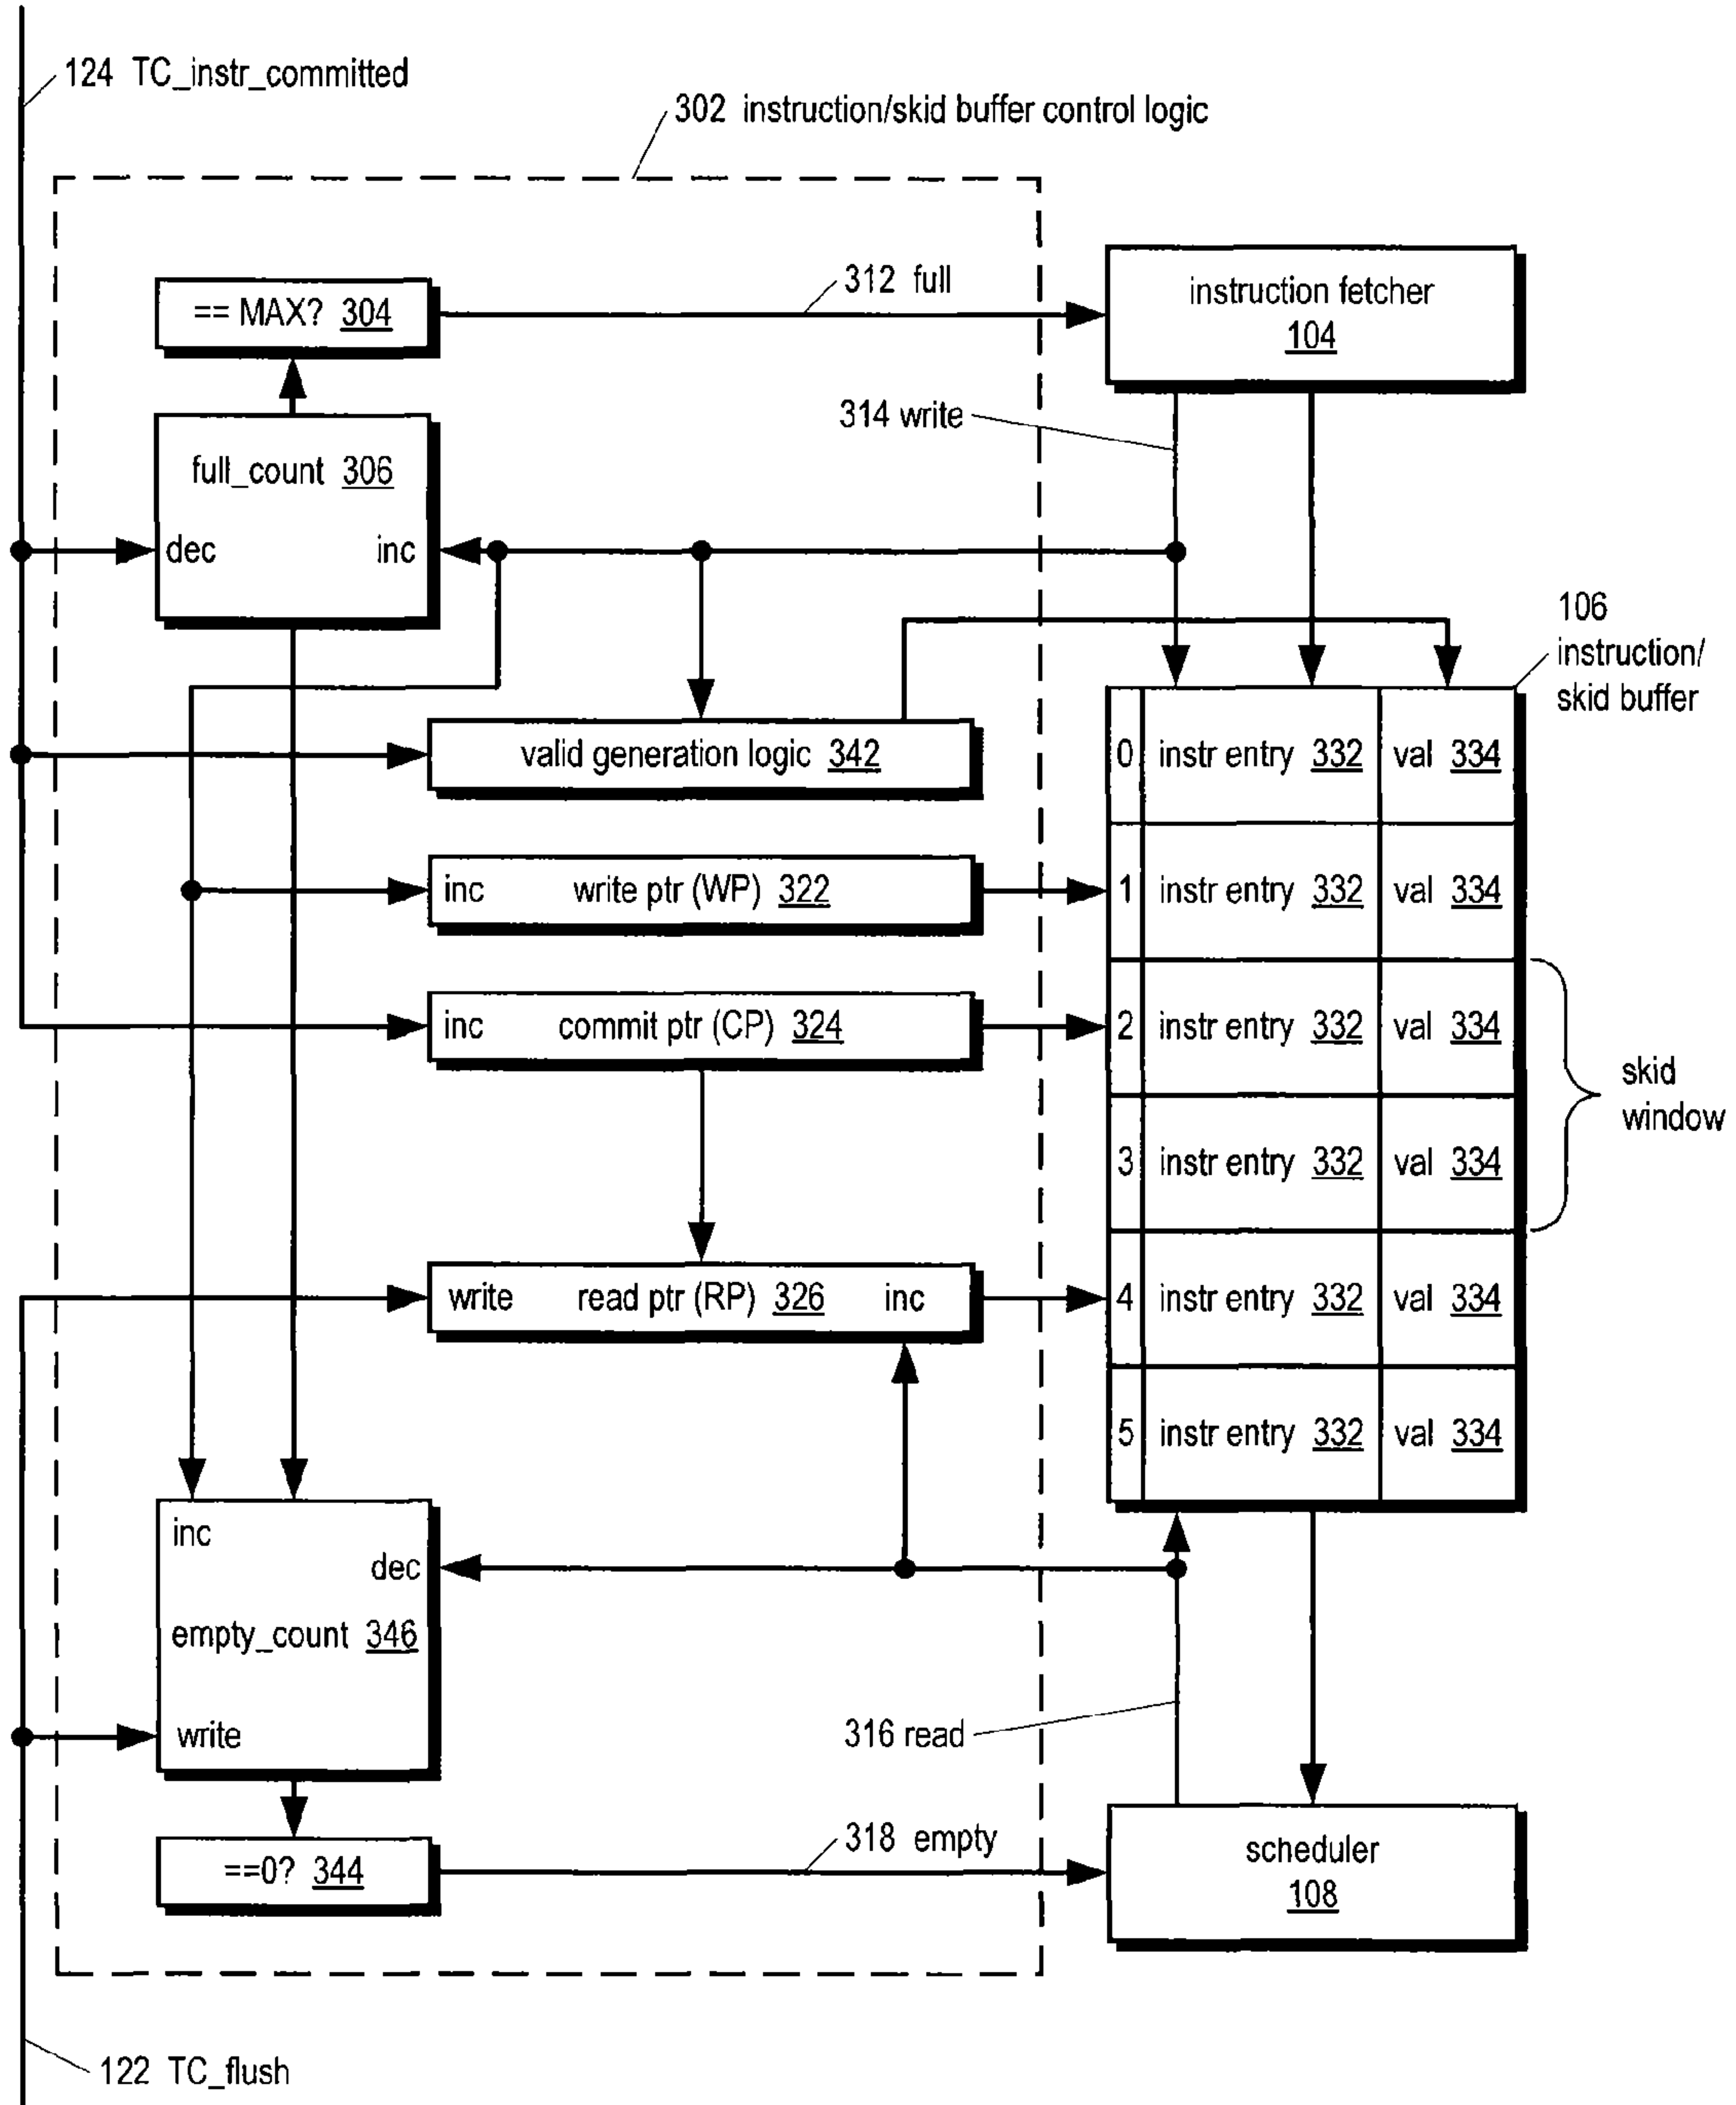 124 TC_instr_committed
302 instruction/skid buffer control logic
== MAX? 304
312 full
instruction fetcher
104
full_count 306
dec inc
314 write
106
instruction/
skid buffer
valid generation logic 342
0 instr entry 332 val 334
inc write ptr (WP) 322
1 instr entry 332 val 334
inc commit ptr (CP) 324
2 instr entry 332 val 334
skid
window
3 instr entry 332 val 334
write read ptr (RP) 326 inc
4 instr entry 332 val 334
5 instr entry 332 val 334
inc
dec
empty_count 346
write
316 read
==0? 344
318 empty
scheduler
108
122 TC_flush